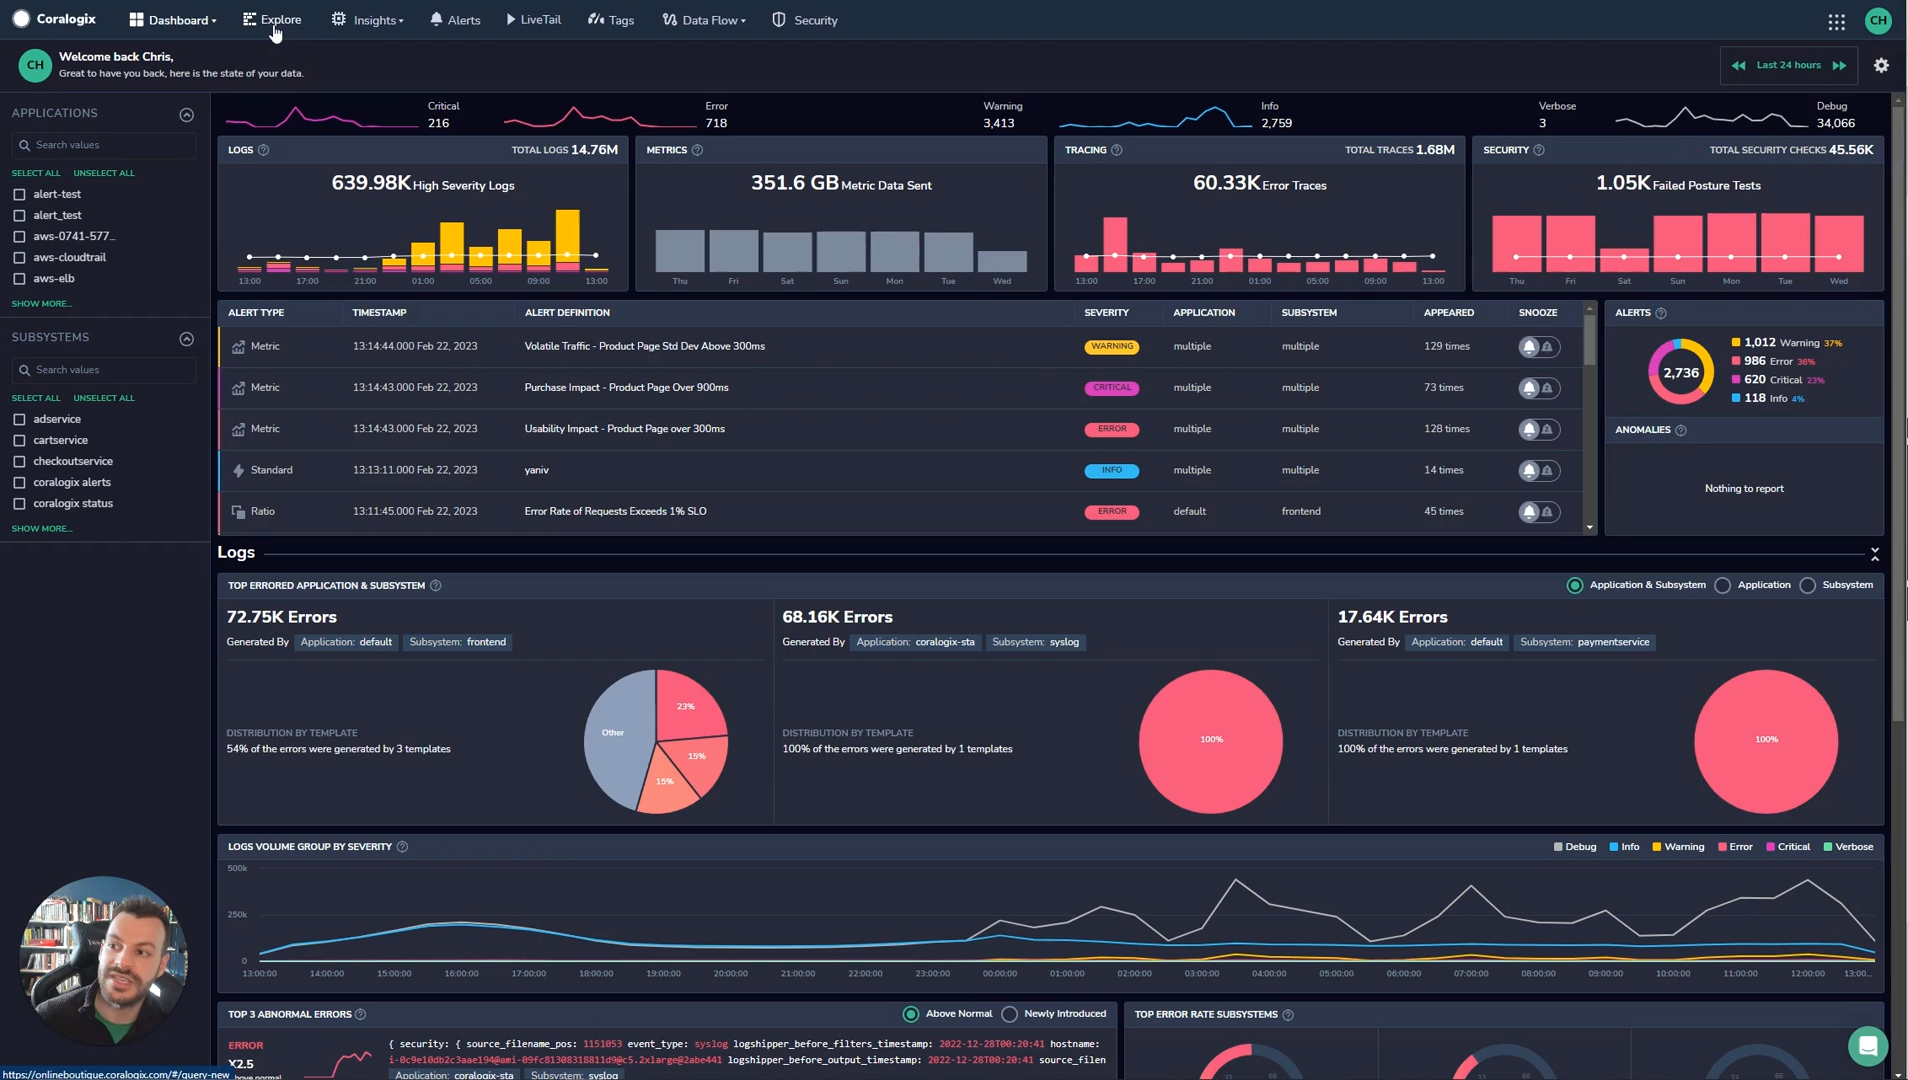 Coralogix Dashboard Explore Insights Alerts LiveTail Tags Data Flow Security CH
CH Welcome back Chris,
Great to have you back, here is the state of your data.
Last 24 hours
APPLICATIONS
Search values
SELECT ALL UNSELECT ALL
alert-test
alert_test
aws-0741-577...
aws-cloudtrail
aws-elb
SHOW MORE...
SUBSYSTEMS
Search values
SELECT ALL UNSELECT ALL
adservice
cartservice
checkoutservice
coralogix alerts
coralogix status
SHOW MORE...
Critical Error Warning Info Verbose Debug
216 718 3,413 2,759 3 34,066
LOGS TOTAL LOGS 14.76M
639.98K High Severity Logs
13:00 17:00 21:00 01:00 05:00 09:00 13:00
METRICS
351.6 GB Metric Data Sent
Thu Fri Sat Sun Mon Tue Wed
TRACING TOTAL TRACES 1.68M
60.33K Error Traces
13:00 17:00 21:00 01:00 05:00 09:00 13:00
SECURITY TOTAL SECURITY CHECKS 45.56K
1.05K Failed Posture Tests
Thu Fri Sat Sun Mon Tue Wed
ALERT TYPE TIMESTAMP ALERT DEFINITION SEVERITY APPLICATION SUBSYSTEM APPEARED SNOOZE
Metric 13:14:44.000 Feb 22, 2023 Volatile Traffic - Product Page Std Dev Above 300ms WARNING multiple multiple 129 times
Metric 13:14:43.000 Feb 22, 2023 Purchase Impact - Product Page Over 900ms CRITICAL multiple multiple 73 times
Metric 13:14:43.000 Feb 22, 2023 Usability Impact - Product Page over 300ms ERROR multiple multiple 128 times
Standard 13:13:11.000 Feb 22, 2023 yaniv INFO multiple multiple 14 times
Ratio 13:11:45.000 Feb 22, 2023 Error Rate of Requests Exceeds 1% SLO ERROR default frontend 45 times
ALERTS
2,736
1,012 Warning 37%
986 Error 36%
620 Critical 23%
118 Info 4%
ANOMALIES
Nothing to report
Logs
TOP ERRORED APPLICATION & SUBSYSTEM Application & Subsystem Application Subsystem
72.75K Errors
Generated By Application: default Subsystem: frontend
DISTRIBUTION BY TEMPLATE
54% of the errors were generated by 3 templates
Other 23% 15% 15%
68.16K Errors
Generated By Application: coralogix-sta Subsystem: syslog
DISTRIBUTION BY TEMPLATE
100% of the errors were generated by 1 templates
100%
17.64K Errors
Generated By Application: default Subsystem: paymentservice
DISTRIBUTION BY TEMPLATE
100% of the errors were generated by 1 templates
100%
LOGS VOLUME GROUP BY SEVERITY Debug Info Warning Error Critical Verbose
500k
250k
0
13:00:00 14:00:00 15:00:00 16:00:00 17:00:00 18:00:00 19:00:00 20:00:00 21:00:00 22:00:00 23:00:00 00:00:00 01:00:00 02:00:00 03:00:00 04:00:00 05:00:00 06:00:00 07:00:00 08:00:00 09:00:00 10:00:00 11:00:00 12:00:00 13:00...
TOP 3 ABNORMAL ERRORS Above Normal Newly Introduced
ERROR
X2.5
above normal
{ security: { source_filename_pos: 1151053 event_type: syslog logshipper_before_filters_timestamp: 2022-12-28T00:20:41 hostname:
i-0c9e10db2c3aae194@ami-09fc81308318811d9@c5.2xlarge@2abe441 logshipper_before_output_timestamp: 2022-12-28T00:20:41 source_filen
Application: coralogix-sta Subsystem: syslog
TOP ERROR RATE SUBSYSTEMS
33 66 33 66
https://onlineboutique.coralogix.com/#/query-new